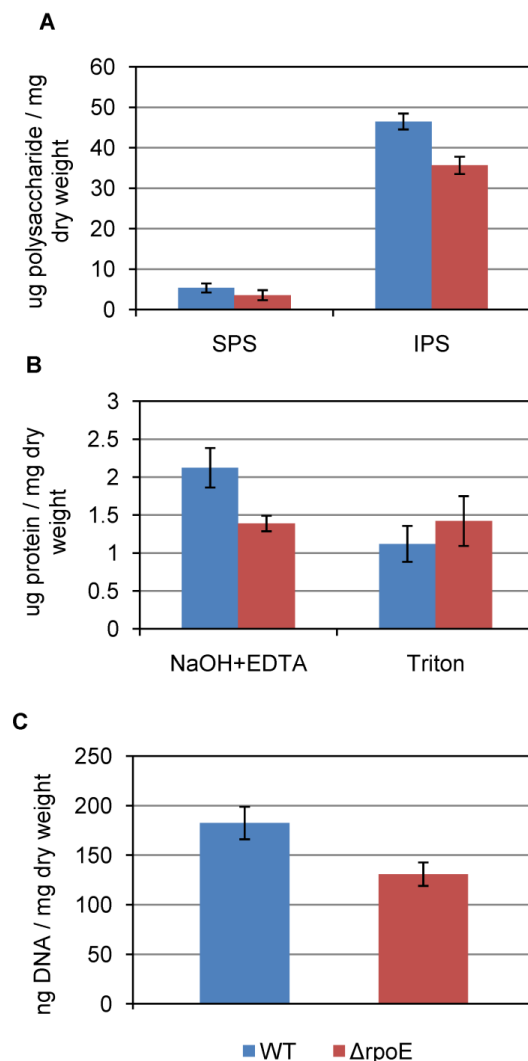 A
ug polysaccharide / mg
dry weight
60
50
40
30
20
10
0
SPS IPS
B
ug protein / mg dry
weight
3
2.5
2
1.5
1
0.5
0
NaOH+EDTA Triton
C
ng DNA / mg dry weight
250
200
150
100
50
0
WT ΔrpoE